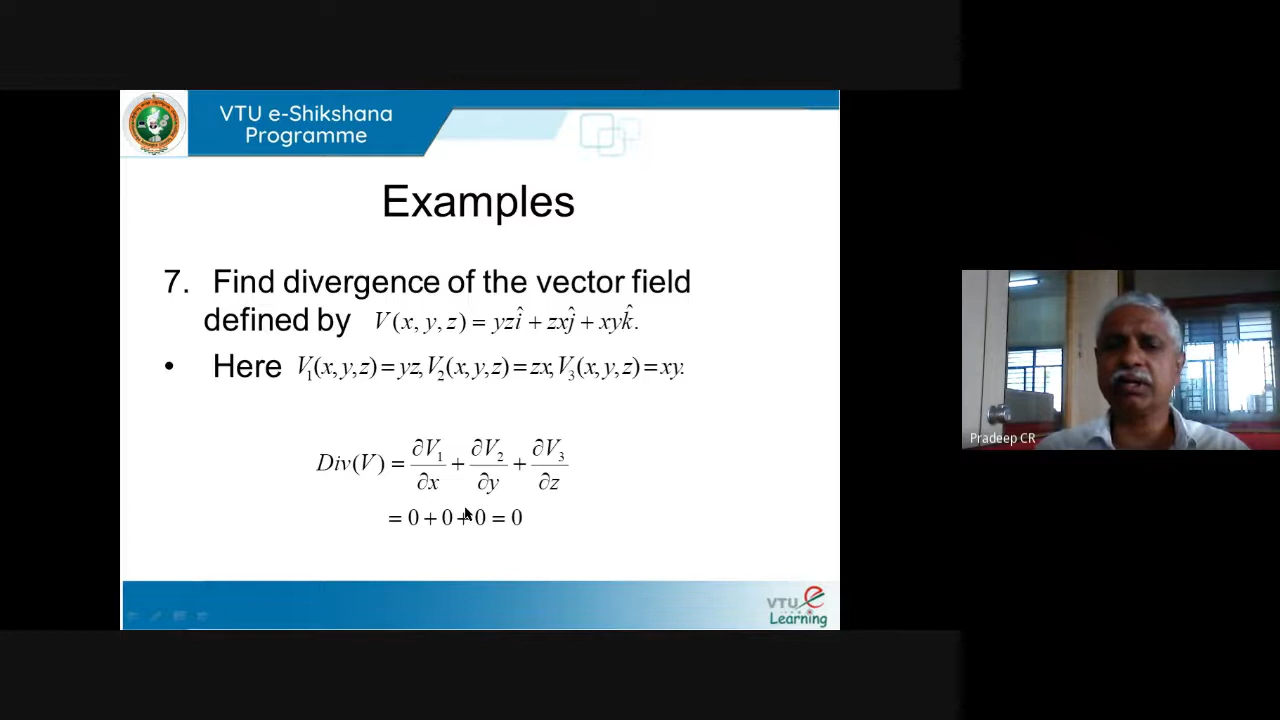 VTU e-Shikshana
Programme
Examples
7. Find divergence of the vector field
defined by V(x, y, z) = yzî + zxĵ + xyk̂.
• Here V₁(x, y, z) = yz, V₂(x, y, z) = zx, V₃(x, y, z) = xy.
Div(V) = ∂V₁/∂x + ∂V₂/∂y + ∂V₃/∂z
= 0 + 0 + 0 = 0
VTU e
Learning
Pradeep CR